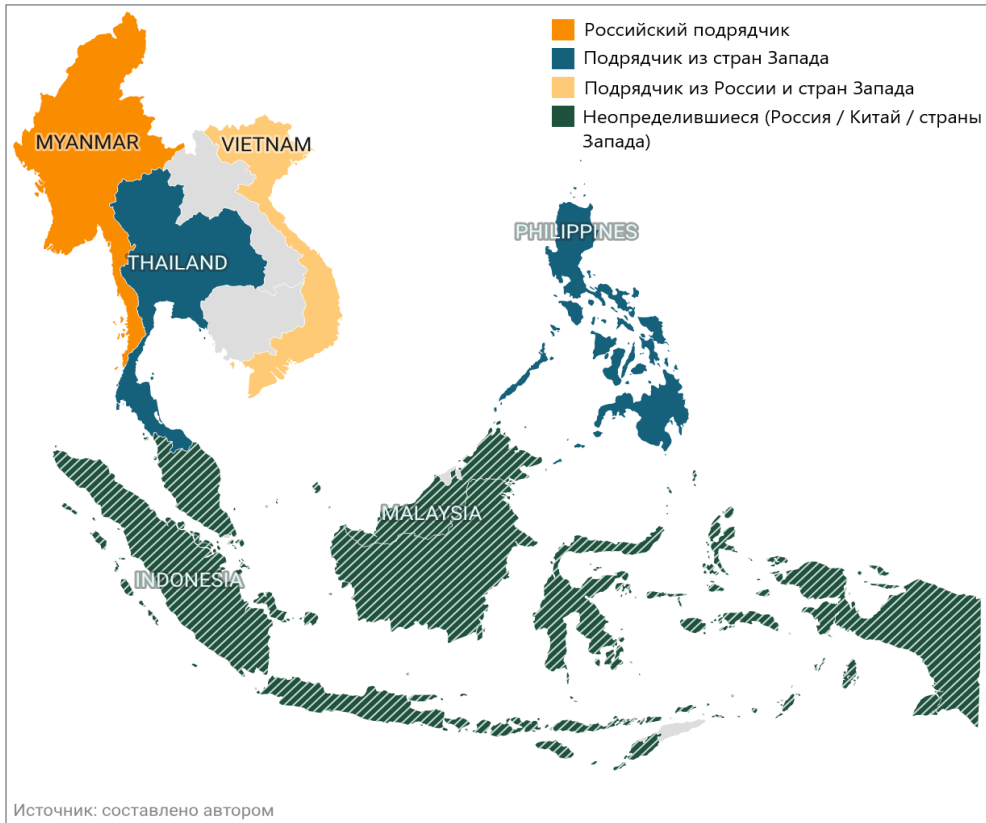 Российский подрядчик
Подрядчик из стран Запада
Подрядчик из России и стран Запада
Неопределившиеся (Россия / Китай / страны
Запада)
MYANMAR
VIETNAM
PHILIPPINES
THAILAND
MALAYSIA
INDONESIA
Источник: составлено автором